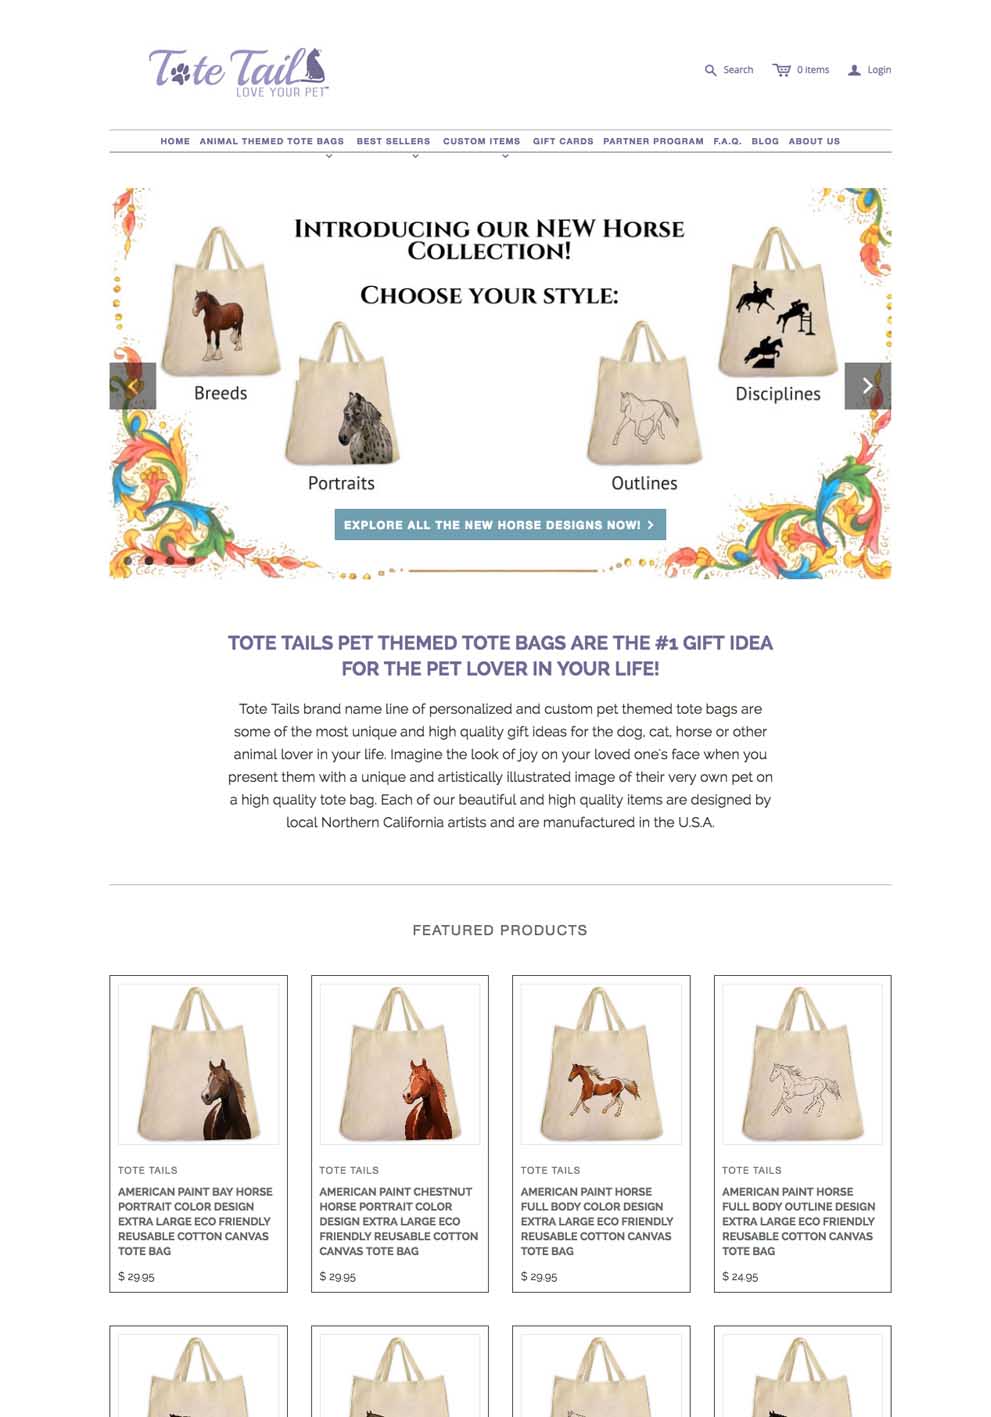 Tote Tails
LOVE YOUR PET™
Search
0 items
Login
HOME ANIMAL THEMED TOTE BAGS BEST SELLERS CUSTOM ITEMS GIFT CARDS PARTNER PROGRAM F.A.Q. BLOG ABOUT US
INTRODUCING OUR NEW HORSE
COLLECTION!
CHOOSE YOUR STYLE:
Breeds
Disciplines
Portraits
Outlines
EXPLORE ALL THE NEW HORSE DESIGNS NOW!
TOTE TAILS PET THEMED TOTE BAGS ARE THE #1 GIFT IDEA
FOR THE PET LOVER IN YOUR LIFE!
Tote Tails brand name line of personalized and custom pet themed tote bags are
some of the most unique and high quality gift ideas for the dog, cat, horse or other
animal lover in your life. Imagine the look of joy on your loved one's face when you
present them with a unique and artistically illustrated image of their very own pet on
a high quality tote bag. Each of our beautiful and high quality items are designed by
local Northern California artists and are manufactured in the U.S.A.
FEATURED PRODUCTS
TOTE TAILS
AMERICAN PAINT BAY HORSE
PORTRAIT COLOR DESIGN
EXTRA LARGE ECO FRIENDLY
REUSABLE COTTON CANVAS
TOTE BAG
$ 29.95
TOTE TAILS
AMERICAN PAINT CHESTNUT
HORSE PORTRAIT COLOR
DESIGN EXTRA LARGE ECO
FRIENDLY REUSABLE COTTON
CANVAS TOTE BAG
$ 29.95
TOTE TAILS
AMERICAN PAINT HORSE
FULL BODY COLOR DESIGN
EXTRA LARGE ECO FRIENDLY
REUSABLE COTTON CANVAS
TOTE BAG
$ 29.95
TOTE TAILS
AMERICAN PAINT HORSE
FULL BODY OUTLINE DESIGN
EXTRA LARGE ECO FRIENDLY
REUSABLE COTTON CANVAS
TOTE BAG
$ 24.95